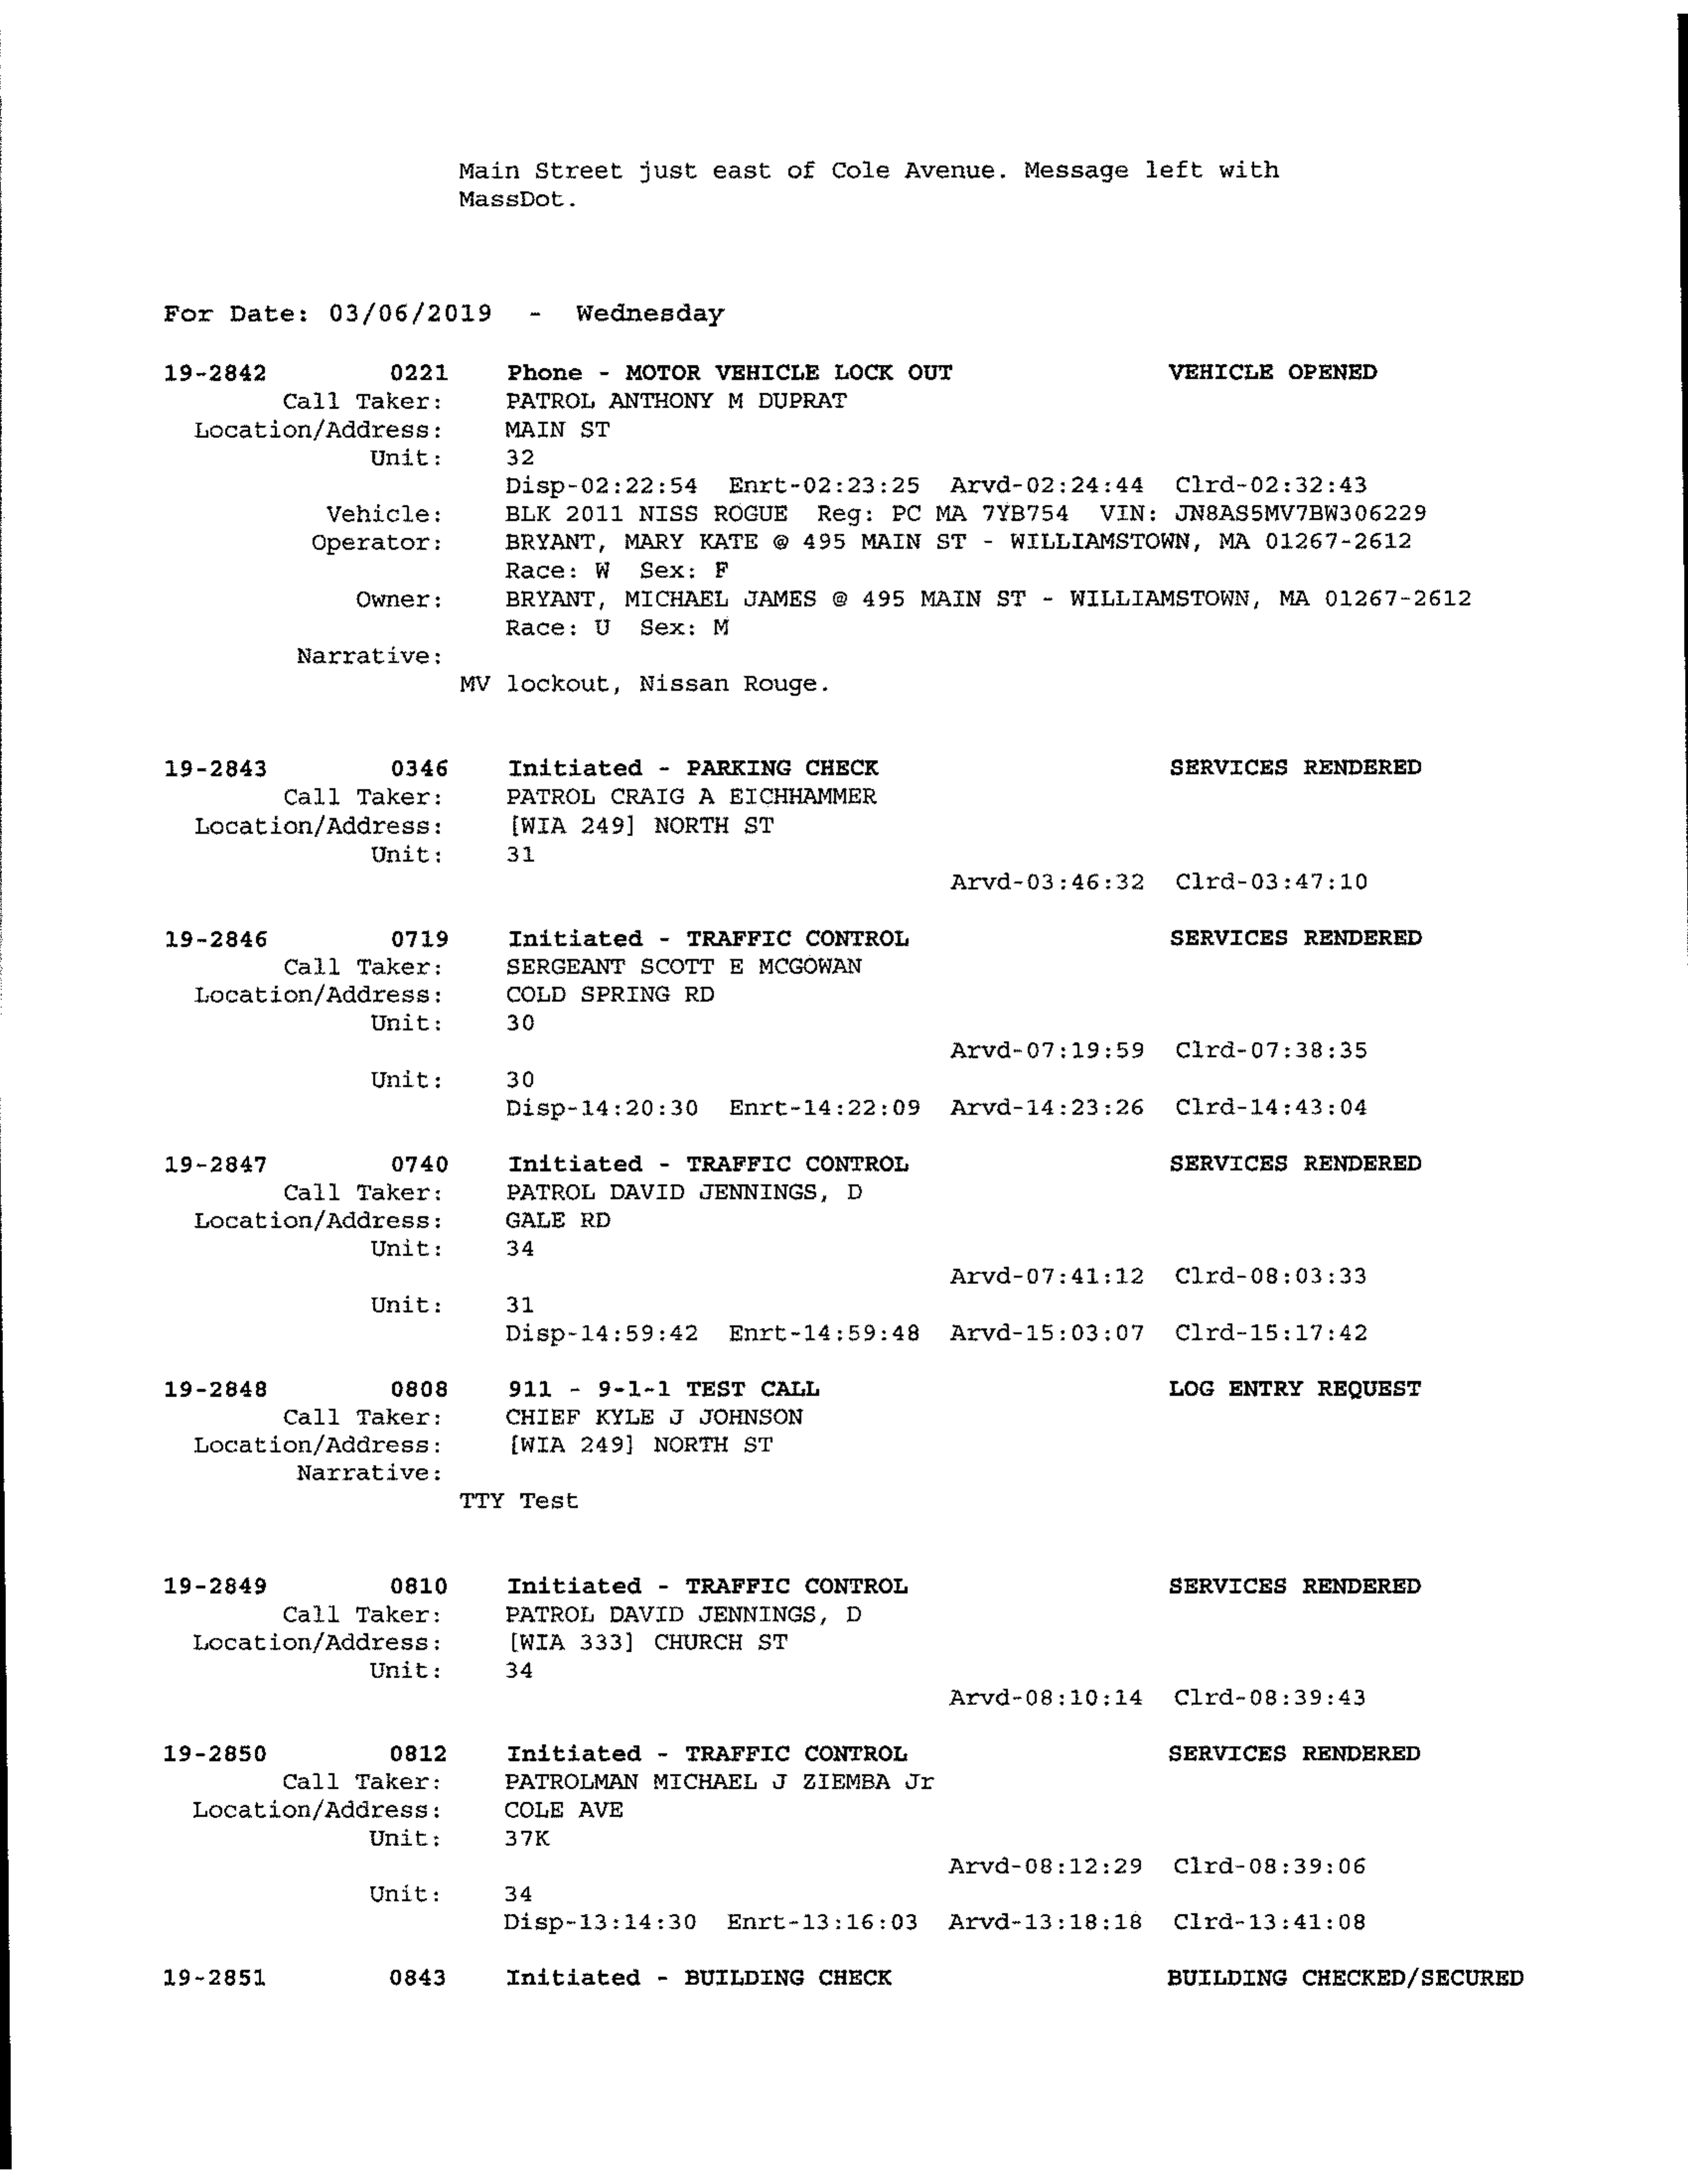 Main Street just east of Cole Avenue. Message left with
MassDot.
For Date: 03/06/2019 - Wednesday
19-2842 0221 Phone - MOTOR VEHICLE LOCK OUT VEHICLE OPENED
Call Taker: PATROL ANTHONY M DUPRAT
Location/Address: MAIN ST
Unit: 32
Disp-02:22:54 Enrt-02:23:25 Arvd-02:24:44 Clrd-02:32:43
Vehicle: BLK 2011 NISS ROGUE Reg: PC MA 7YB754 VIN: JN8AS5MV7BW306229
Operator: BRYANT, MARY KATE @ 495 MAIN ST - WILLIAMSTOWN, MA 01267-2612
Race: W Sex: F
Owner: BRYANT, MICHAEL JAMES @ 495 MAIN ST - WILLIAMSTOWN, MA 01267-2612
Race: U Sex: M
Narrative:
MV lockout, Nissan Rouge.
19-2843 0346 Initiated - PARKING CHECK SERVICES RENDERED
Call Taker: PATROL CRAIG A EICHHAMMER
Location/Address: [WIA 249] NORTH ST
Unit: 31
Arvd-03:46:32 Clrd-03:47:10
19-2846 0719 Initiated - TRAFFIC CONTROL SERVICES RENDERED
Call Taker: SERGEANT SCOTT E MCGOWAN
Location/Address: COLD SPRING RD
Unit: 30
Arvd-07:19:59 Clrd-07:38:35
Unit: 30
Disp-14:20:30 Enrt-14:22:09 Arvd-14:23:26 Clrd-14:43:04
19-2847 0740 Initiated - TRAFFIC CONTROL SERVICES RENDERED
Call Taker: PATROL DAVID JENNINGS, D
Location/Address: GALE RD
Unit: 34
Arvd-07:41:12 Clrd-08:03:33
Unit: 31
Disp-14:59:42 Enrt-14:59:48 Arvd-15:03:07 Clrd-15:17:42
19-2848 0808 911 - 9-1-1 TEST CALL LOG ENTRY REQUEST
Call Taker: CHIEF KYLE J JOHNSON
Location/Address: [WIA 249] NORTH ST
Narrative:
TTY Test
19-2849 0810 Initiated - TRAFFIC CONTROL SERVICES RENDERED
Call Taker: PATROL DAVID JENNINGS, D
Location/Address: [WIA 333] CHURCH ST
Unit: 34
Arvd-08:10:14 Clrd-08:39:43
19-2850 0812 Initiated - TRAFFIC CONTROL SERVICES RENDERED
Call Taker: PATROLMAN MICHAEL J ZIEMBA Jr
Location/Address: COLE AVE
Unit: 37K
Arvd-08:12:29 Clrd-08:39:06
Unit: 34
Disp-13:14:30 Enrt-13:16:03 Arvd-13:18:18 Clrd-13:41:08
19-2851 0843 Initiated - BUILDING CHECK BUILDING CHECKED/SECURED